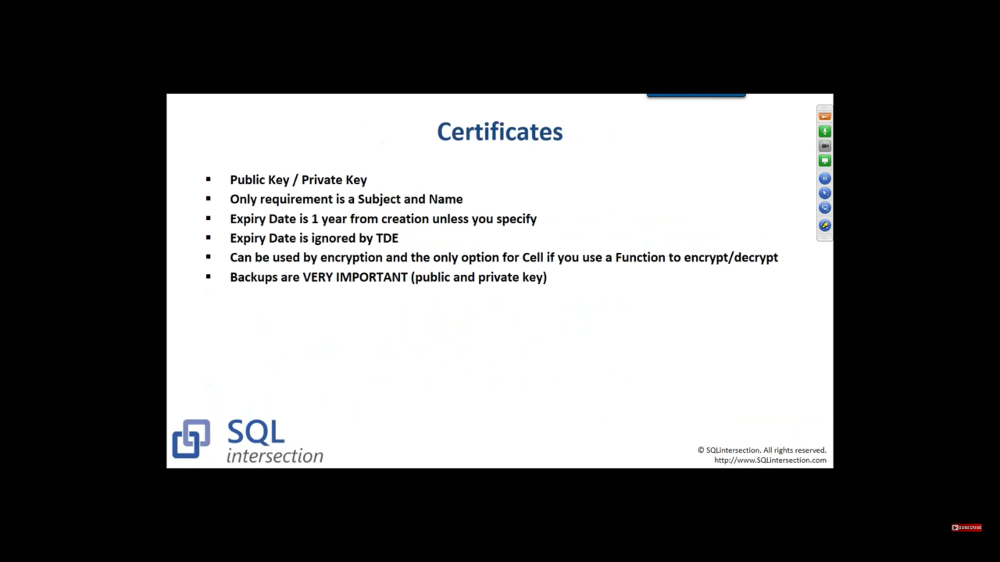 Certificates
▪ Public Key / Private Key
▪ Only requirement is a Subject and Name
▪ Expiry Date is 1 year from creation unless you specify
▪ Expiry Date is ignored by TDE
▪ Can be used by encryption and the only option for Cell if you use a Function to encrypt/decrypt
▪ Backups are VERY IMPORTANT (public and private key)
SQL
intersection
© SQLintersection. All rights reserved.
http://www.SQLintersection.com
SUBSCRIBE